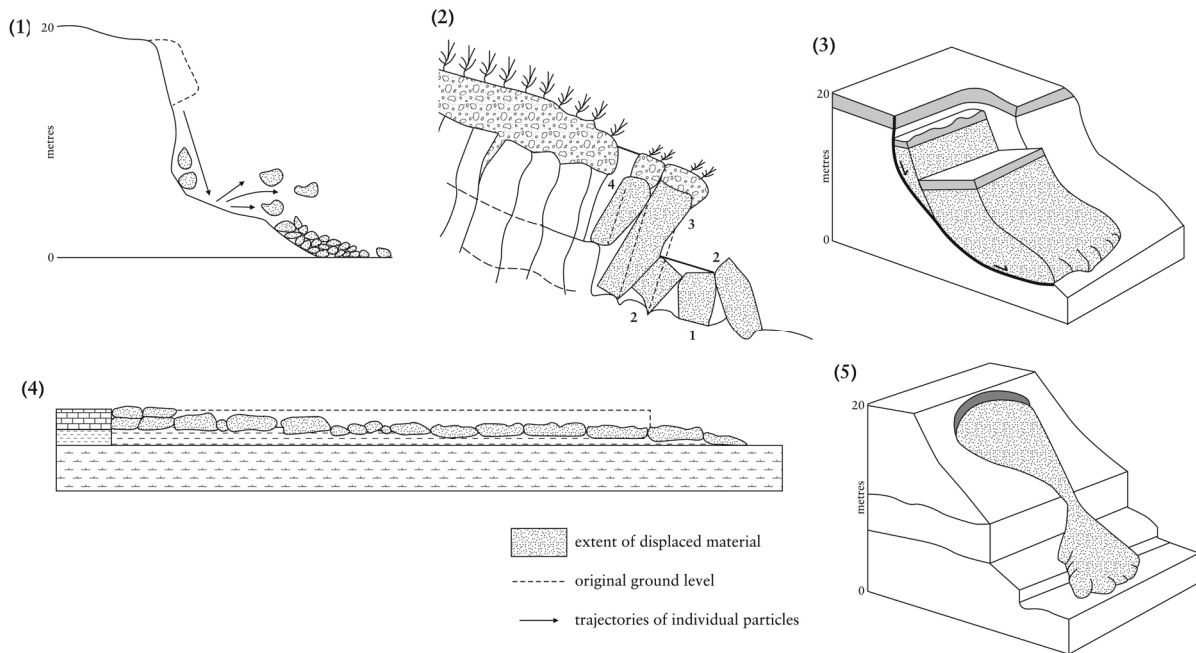 (1)
20
metres
0
(2)
4
3
2
2
1
(3)
20
metres
0
(4)
extent of displaced material
original ground level
trajectories of individual particles
(5)
20
metres
0